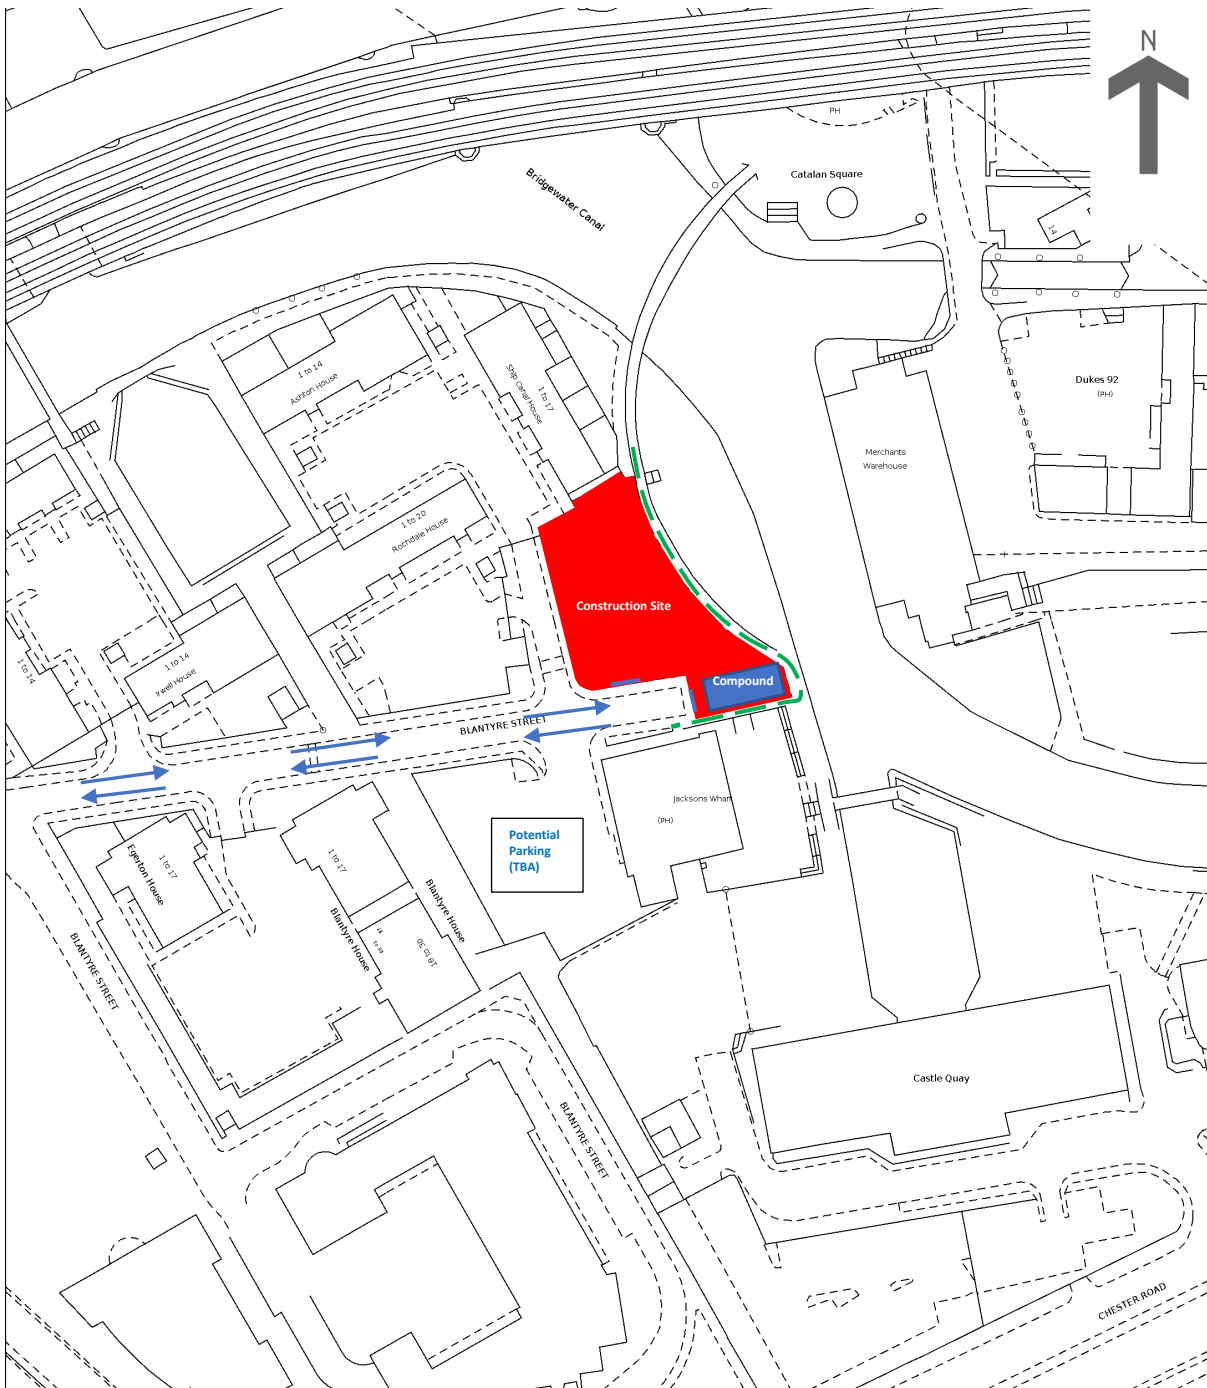 N
PH
Catalan Square
Bridgewater Canal
14
1 to 14
Ashton House
Ship Canal House
1 to 17
Dukes 92
(PH)
Merchants
Warehouse
1 to 20
Rochdale House
Construction Site
1 to 14
1 to 14
Irwell House
Compound
BLANTYRE STREET
Jacksons Wharf
(PH)
Potential
Parking
(TBA)
Egerton House
1 to 17
1 to 17
Blantyre House
Blantyre House
18 to 30
BLANTYRE STREET
Castle Quay
BLANTYRE STREET
CHESTER ROAD